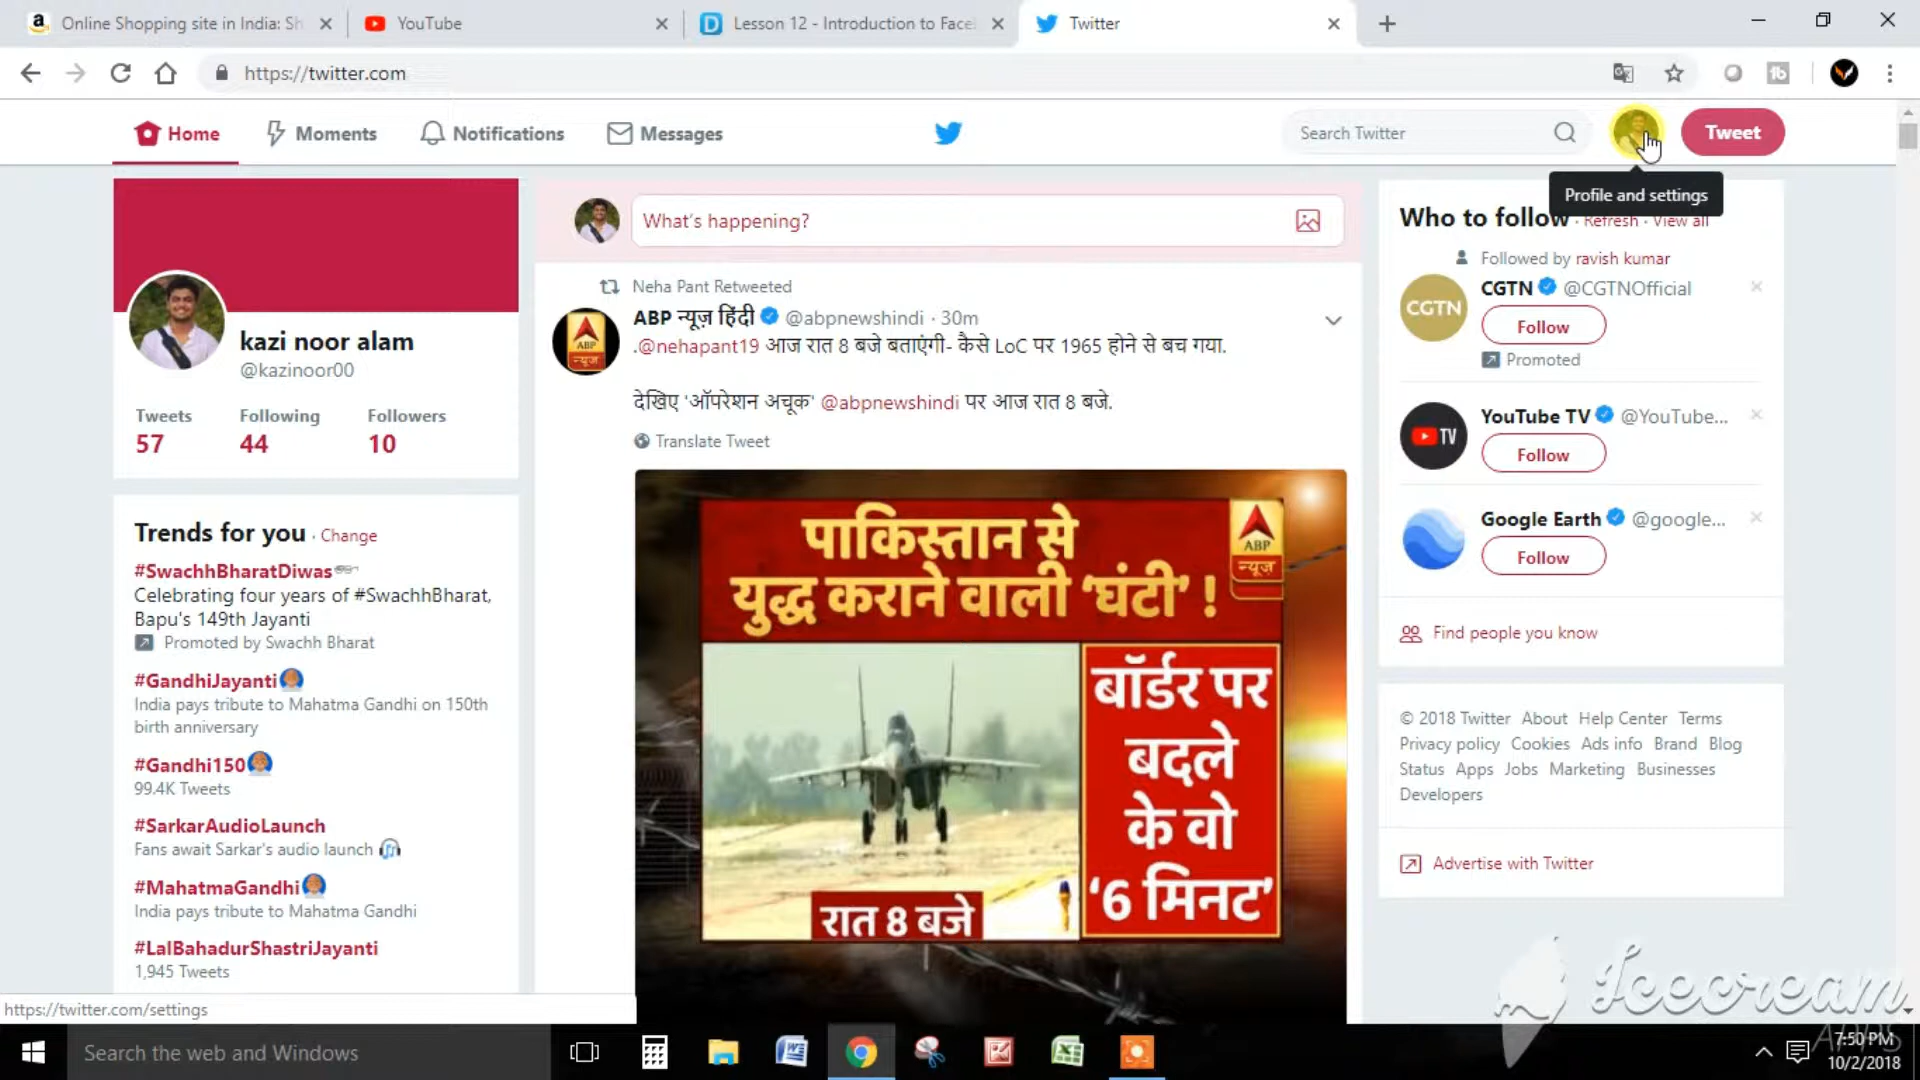 Online Shopping site in India: Sh
YouTube
Lesson 12 - Introduction to Face
Twitter
https://twitter.com
Home
Moments
Notifications
Messages
Search Twitter
Tweet
Profile and settings
kazi noor alam
@kazinoor00
Tweets
Following
Followers
57
44
10
Trends for you · Change
#SwachhBharatDiwas
Celebrating four years of #SwachhBharat,
Bapu's 149th Jayanti
Promoted by Swachh Bharat
#GandhiJayanti
India pays tribute to Mahatma Gandhi on 150th
birth anniversary
#Gandhi150
99.4K Tweets
#SarkarAudioLaunch
Fans await Sarkar's audio launch
#MahatmaGandhi
India pays tribute to Mahatma Gandhi
#LalBahadurShastriJayanti
1,945 Tweets
What's happening?
Neha Pant Retweeted
ABP न्यूज़ हिंदी @abpnewshindi · 30m
.@nehapant19 आज रात 8 बजे बताएंगी- कैसे LoC पर 1965 होने से बच गया.
देखिए 'ऑपरेशन अचूक' @abpnewshindi पर आज रात 8 बजे.
Translate Tweet
ABP
न्यूज़
पाकिस्तान से
युद्ध कराने वाली 'घंटी' !
ABP
न्यूज़
बॉर्डर पर
बदले
के वो
'6 मिनट'
रात 8 बजे
Who to follow · Refresh · View all
Followed by ravish kumar
CGTN
CGTN @CGTNOfficial
Follow
Promoted
TV
YouTube TV @YouTube...
Follow
Google Earth @google...
Follow
Find people you know
© 2018 Twitter About Help Center Terms
Privacy policy Cookies Ads info Brand Blog
Status Apps Jobs Marketing Businesses
Developers
Advertise with Twitter
https://twitter.com/settings
Icecream
APPS
Search the web and Windows
7:50 PM
10/2/2018